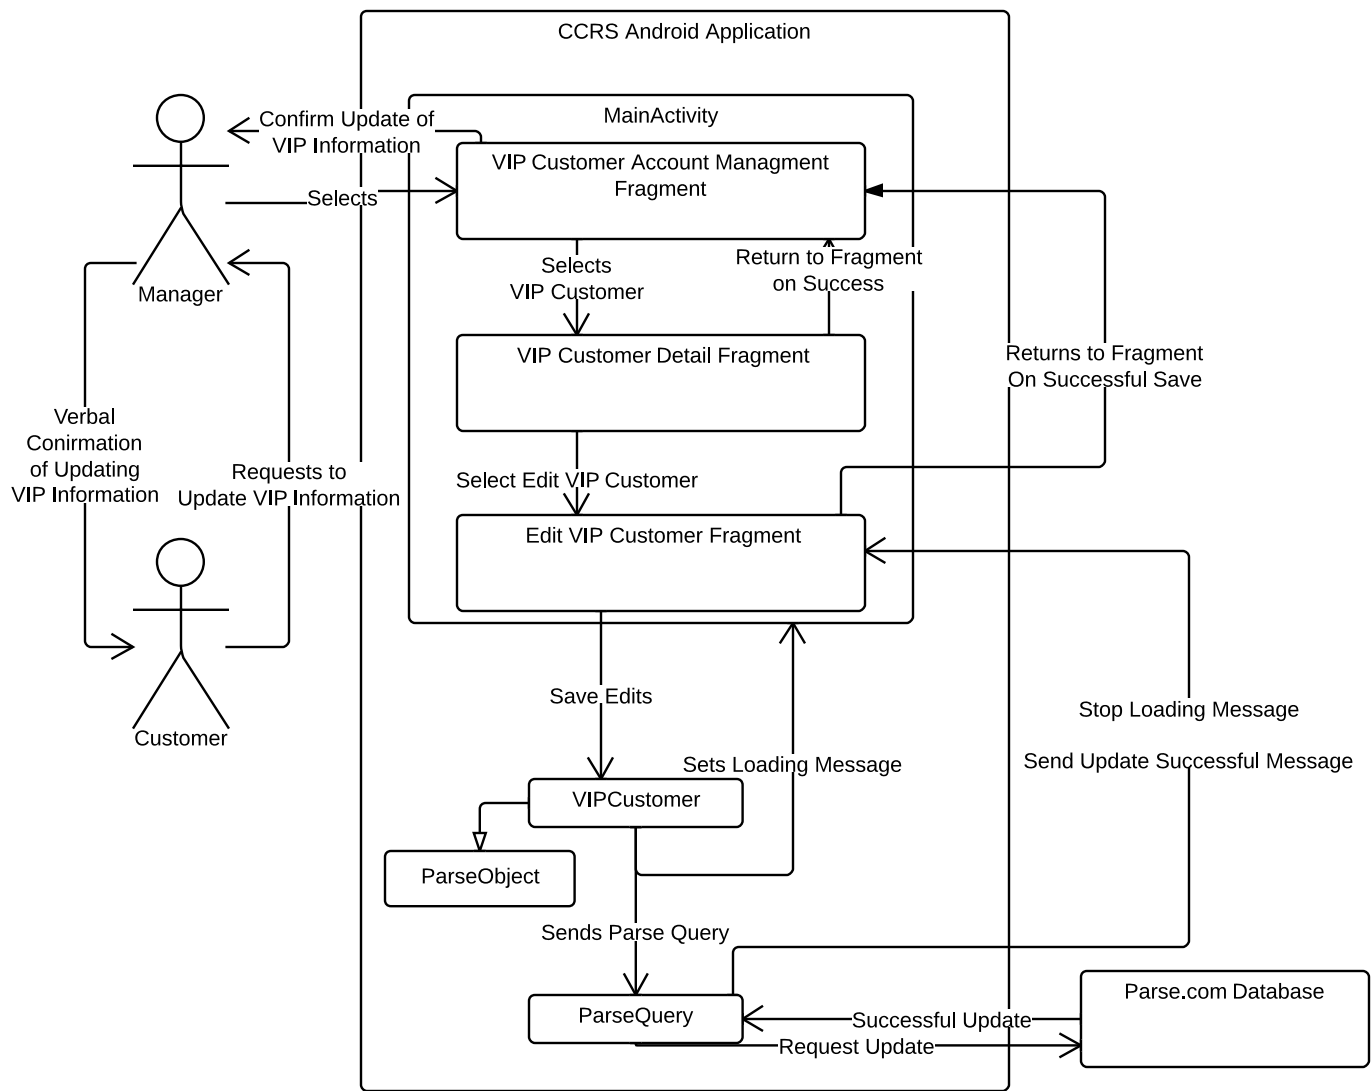 CCRS Android Application
MainActivity
Confirm Update of
VIP Information
VIP Customer Account Managment
Fragment
Selects
Manager
Selects
VIP Customer
Return to Fragment
on Success
VIP Customer Detail Fragment
Returns to Fragment
On Successful Save
Verbal
Conirmation
of Updating
VIP Information
Requests to
Update VIP Information
Select Edit VIP Customer
Edit VIP Customer Fragment
Customer
Save Edits
Stop Loading Message
Send Update Successful Message
Sets Loading Message
VIPCustomer
ParseObject
Sends Parse Query
ParseQuery
Parse.com Database
Successful Update
Request Update